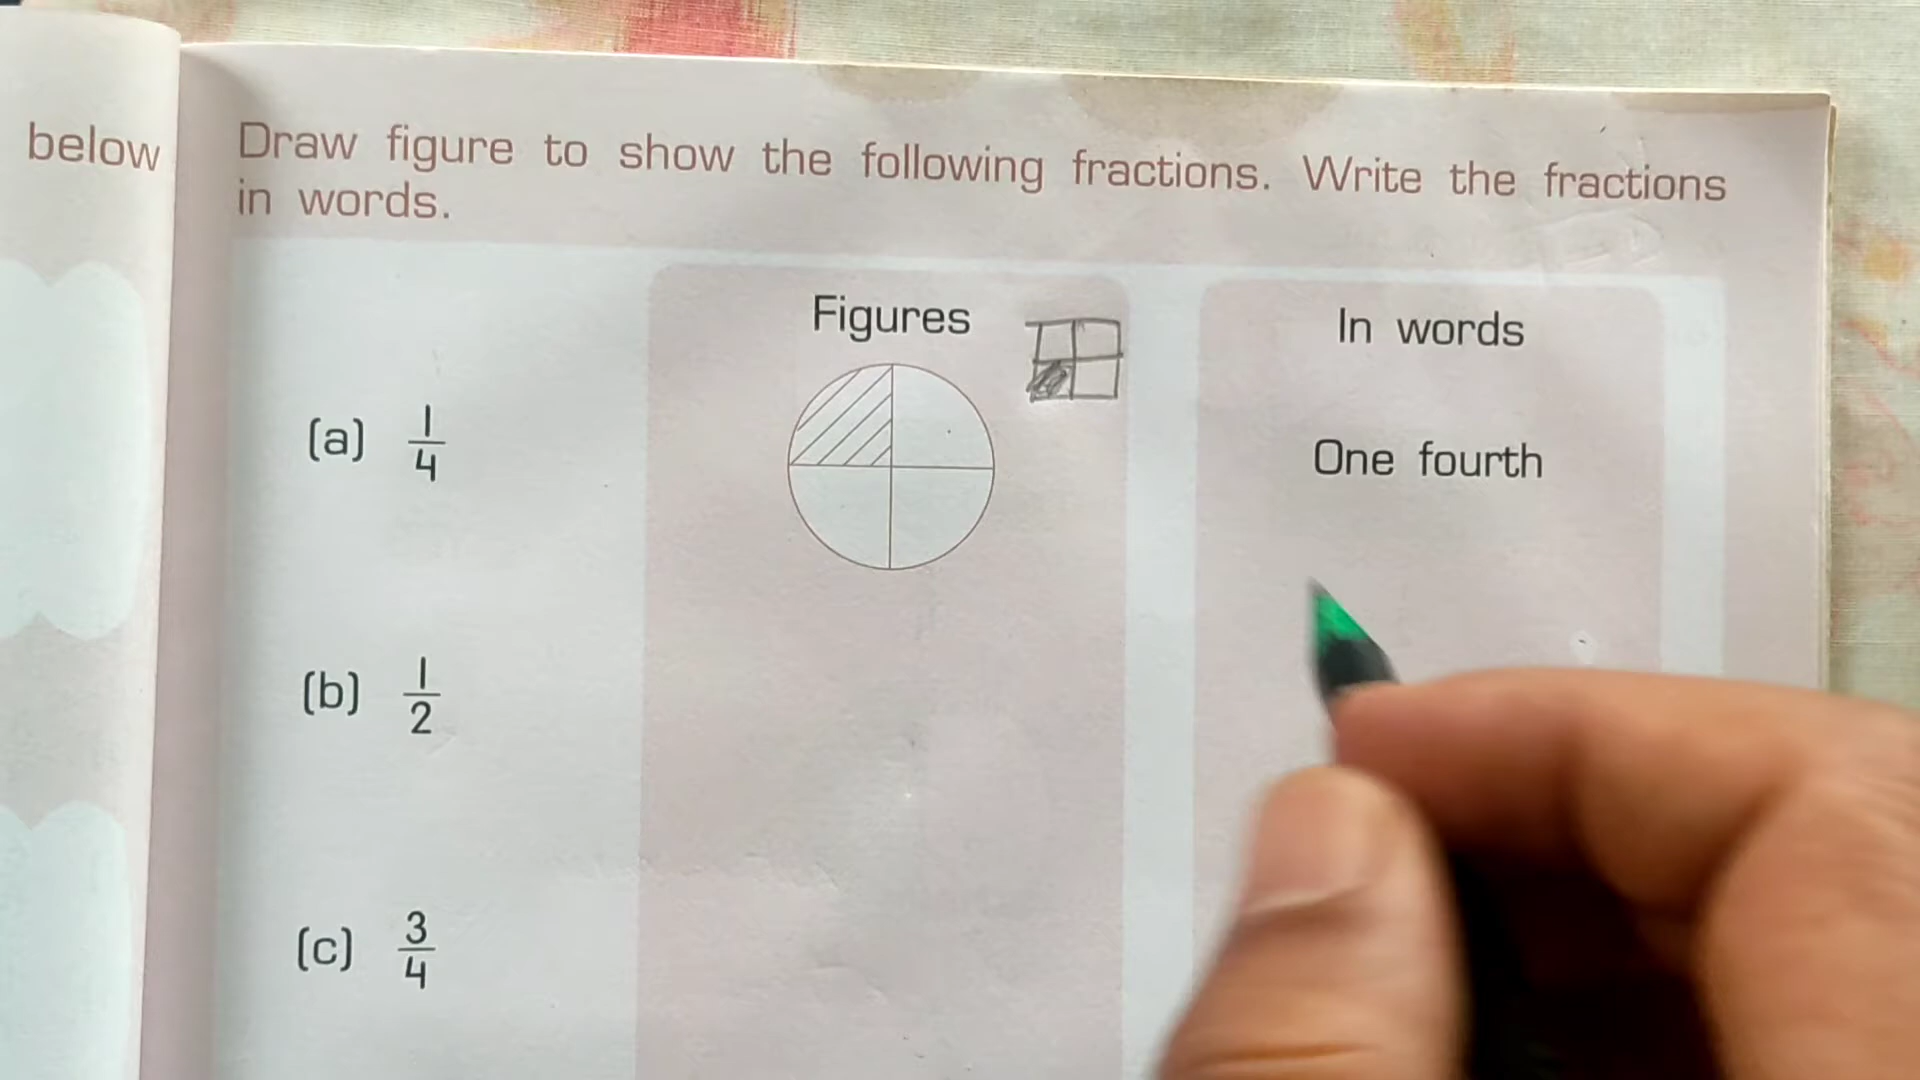 below
Draw figure to show the following fractions. Write the fractions
in words.
Figures
In words
(a) 1/4
One fourth
(b) 1/2
(c) 3/4